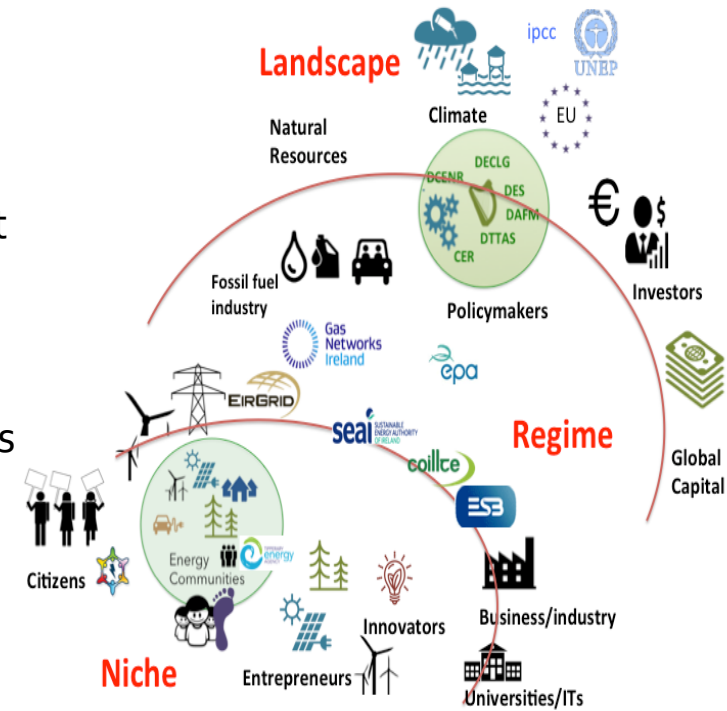 Landscape
ipcc
UNEP
Climate
EU
Natural
Resources
DECLG
DCENR
DES
DAFM
DTTAS
CER
t
€
$
Investors
Fossil fuel
industry
Policymakers
Gas
Networks
Ireland
epa
EIRGRID
seai
SUSTAINABLE
ENERGY AUTHORITY
OF IRELAND
Regime
s
coillte
ESB
Global
Capital
Energy
Communities
energy
Citizens
Innovators
Business/industry
Niche
Entrepreneurs
Universities/ITs